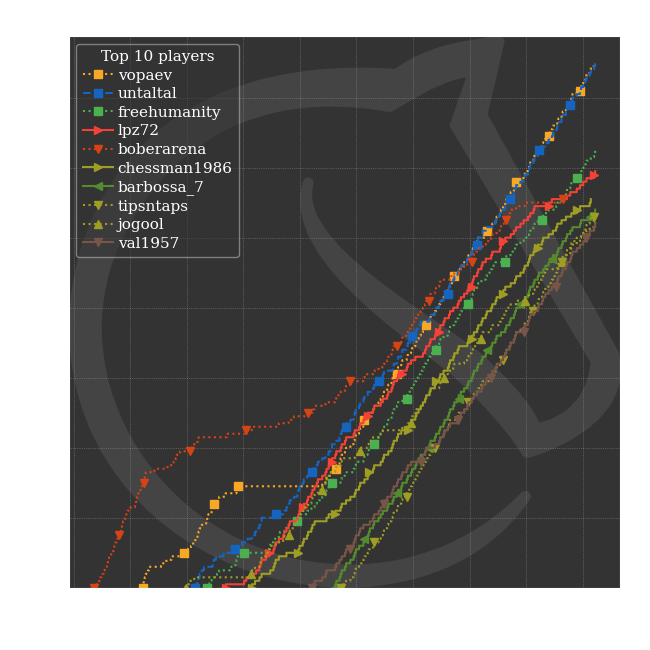 Top 10 players
vopaev
untaltal
freehumanity
lpz72
boberarena
chessman1986
barbossa_7
tipsntaps
jogool
val1957